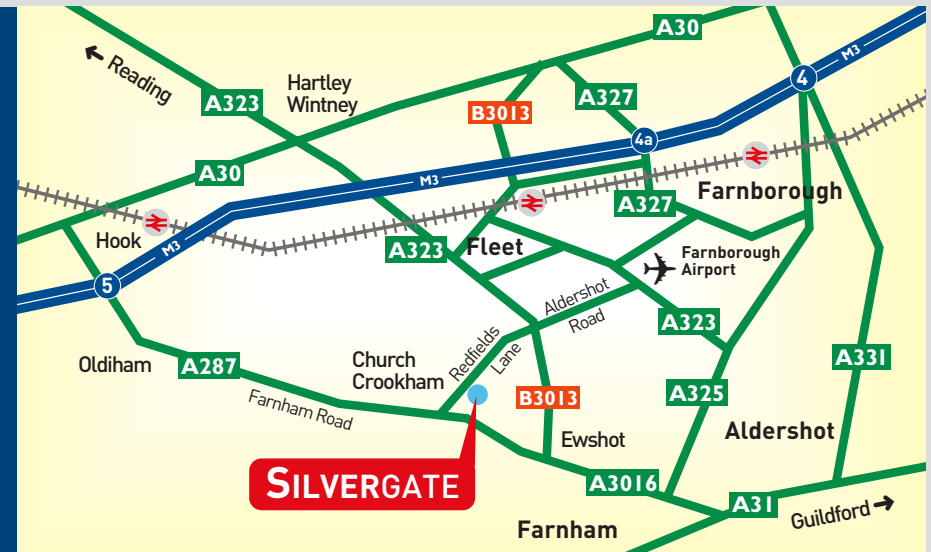 A30
4
M3
Reading
Hartley
Wintney
A323
A327
B3013
4a
A30
M3
A327
Farnborough
Hook
M3
A323
Fleet
Farnborough
Airport
5
Aldershot
Road
A323
Oldiham
A287
Church
Crookham
Redfields
Lane
A331
Farnham Road
B3013
A325
Ewshot
Aldershot
SILVERGATE
A3016
A31
Guildford
Farnham